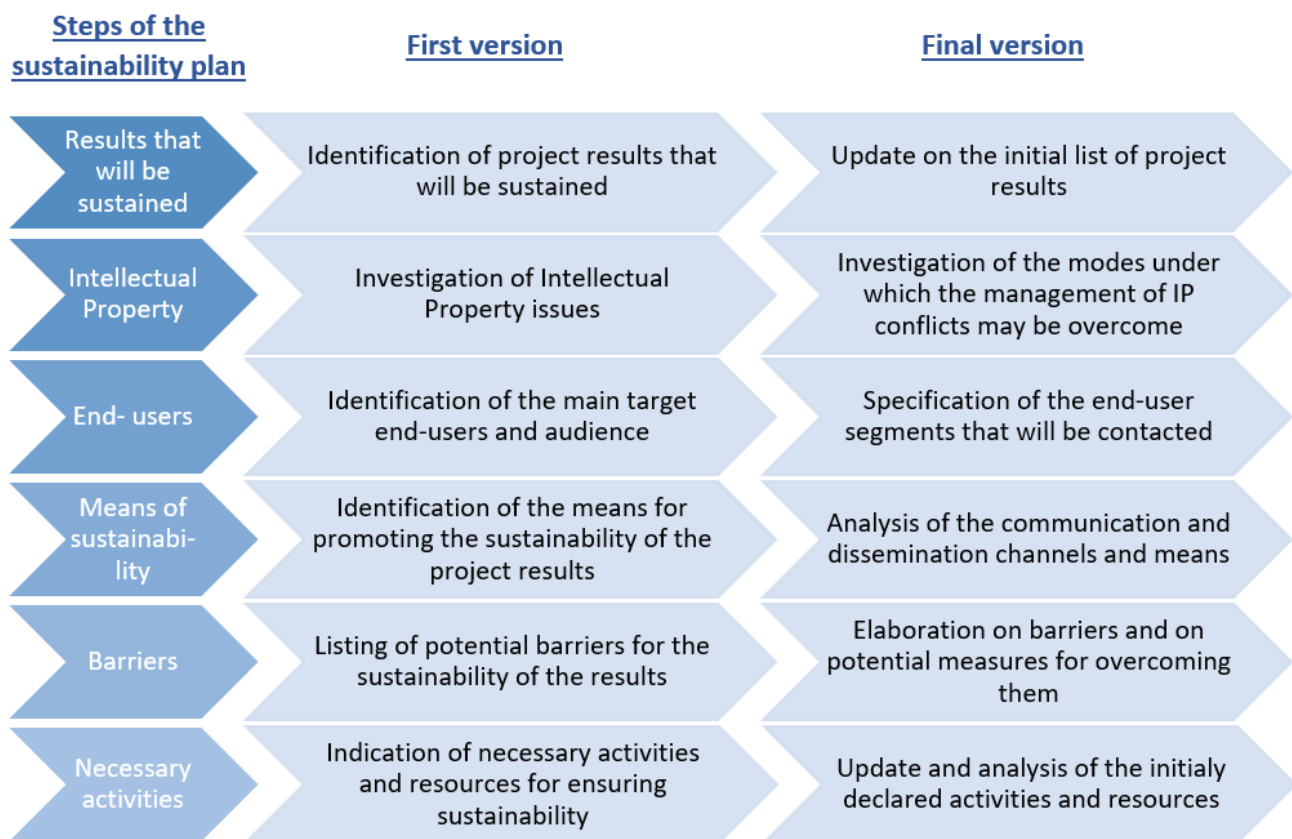 Steps of the
sustainability plan
First version
Final version
Results that
will be
sustained
Identification of project results that
will be sustained
Update on the initial list of project
results
Intellectual
Property
Investigation of Intellectual
Property issues
Investigation of the modes under
which the management of IP
conflicts may be overcome
End- users
Identification of the main target
end-users and audience
Specification of the end-user
segments that will be contacted
Means of
sustainabi-
lity
Identification of the means for
promoting the sustainability of the
project results
Analysis of the communication and
dissemination channels and means
Barriers
Listing of potential barriers for the
sustainability of the results
Elaboration on barriers and on
potential measures for overcoming
them
Necessary
activities
Indication of necessary activities
and resources for ensuring
sustainability
Update and analysis of the initialy
declared activities and resources